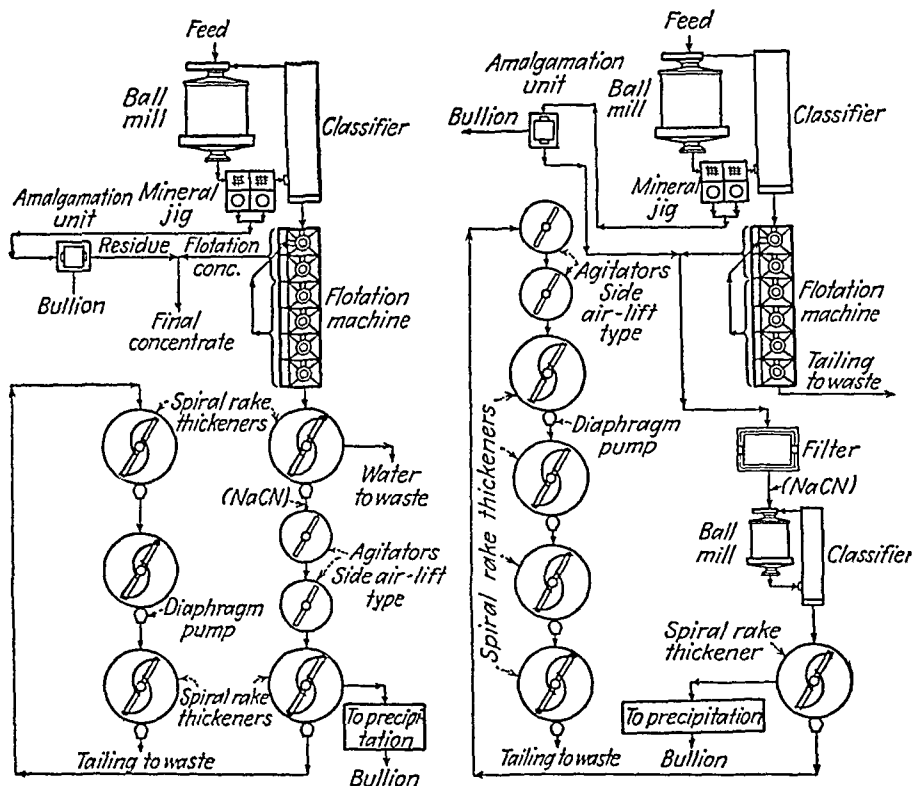 Feed
Ball
mill
Classifier
Mineral
jig
Amalgamation
unit
Residue
Flotation
conc.
Bullion
Final
concentrate
Flotation
machine
Spiral rake
thickeners
Water
to waste
(NaCN)
Agitators
Side air-lift
type
Diaphragm
pump
Spiral rake
thickeners
To precipi-
tation
Tailing to waste
Bullion
Feed
Amalgamation
unit
Bullion
Ball
mill
Classifier
Mineral
jig
Agitators
Side
air-lift
type
Flotation
machine
Tailing
to waste
Diaphragm
pump
Spiral rake thickeners
Filter
(NaCN)
Ball
mill
Classifier
Spiral rake
thickener
To precipitation
Tailing to waste
Bullion